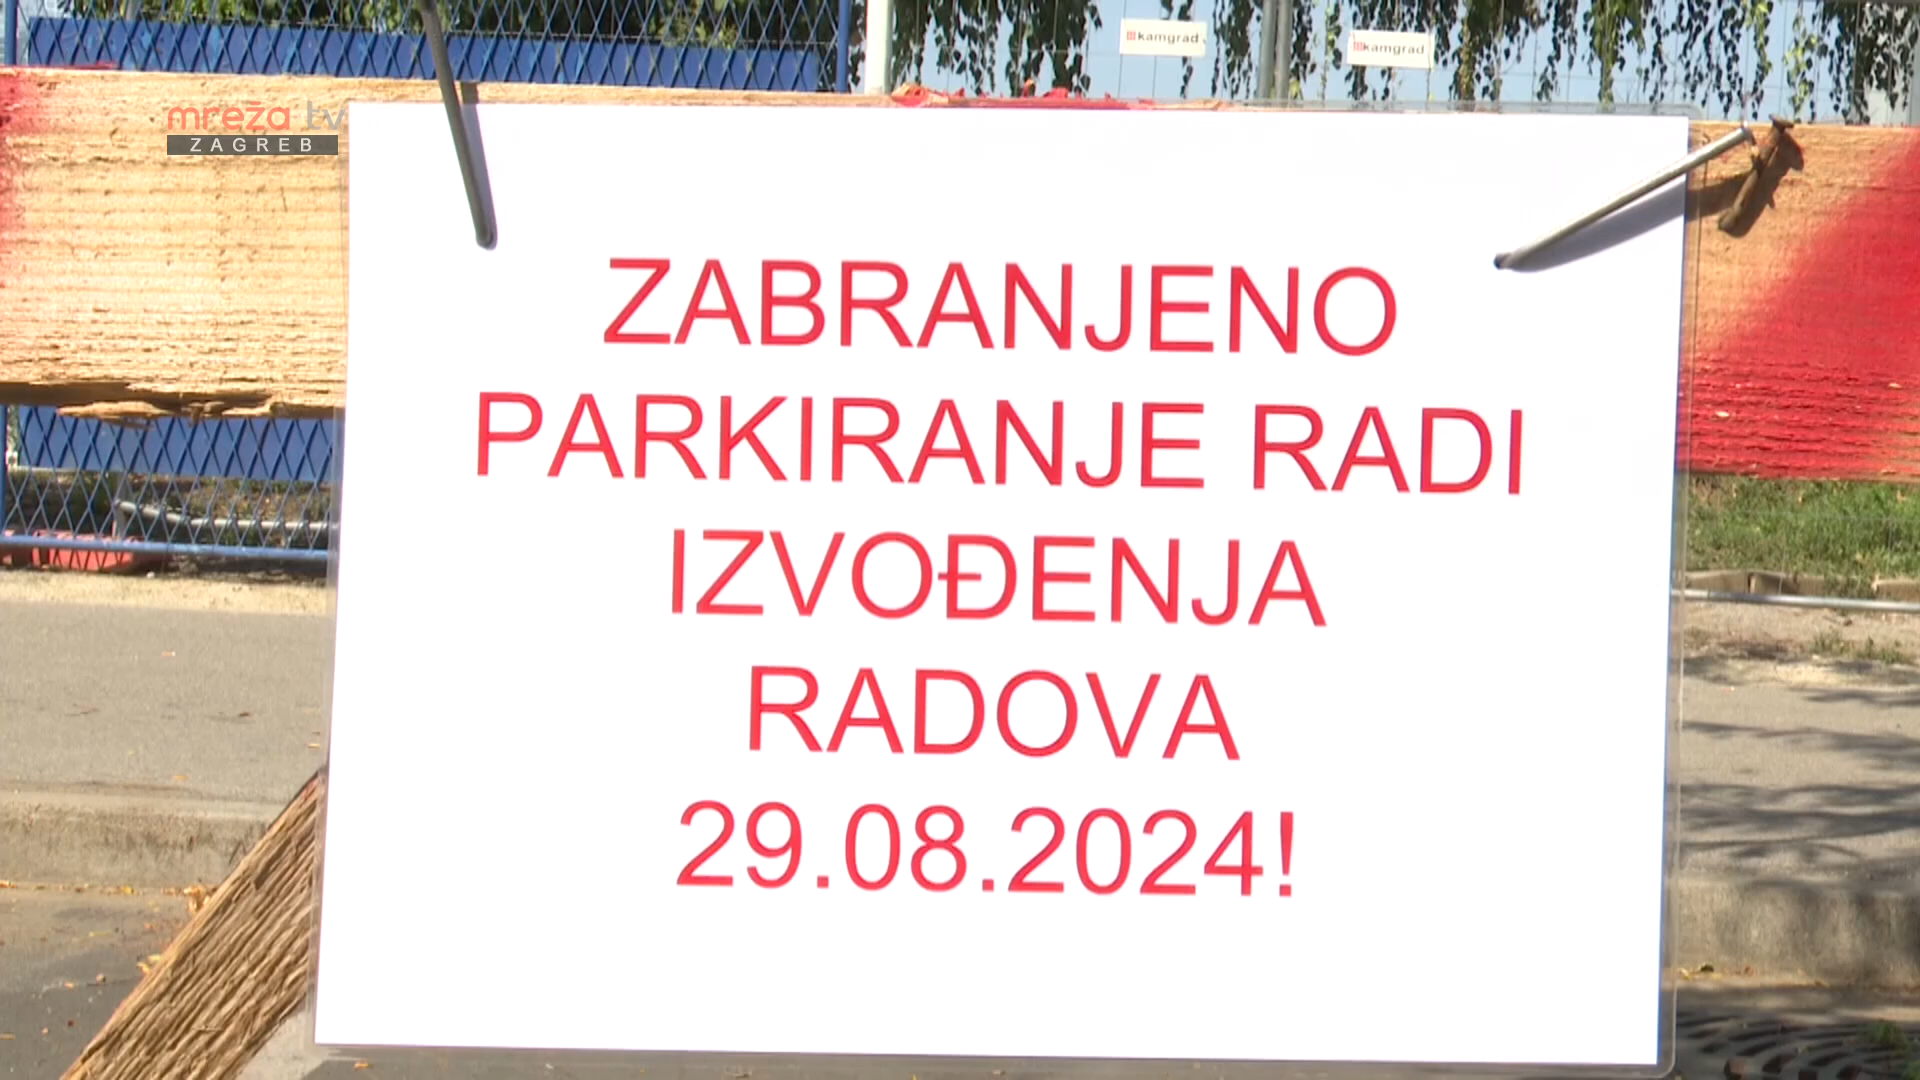 kamgrad
kamgrad
mreža tv
ZAGREB
ZABRANJENO
PARKIRANJE RADI
IZVOĐENJA
RADOVA
29.08.2024!